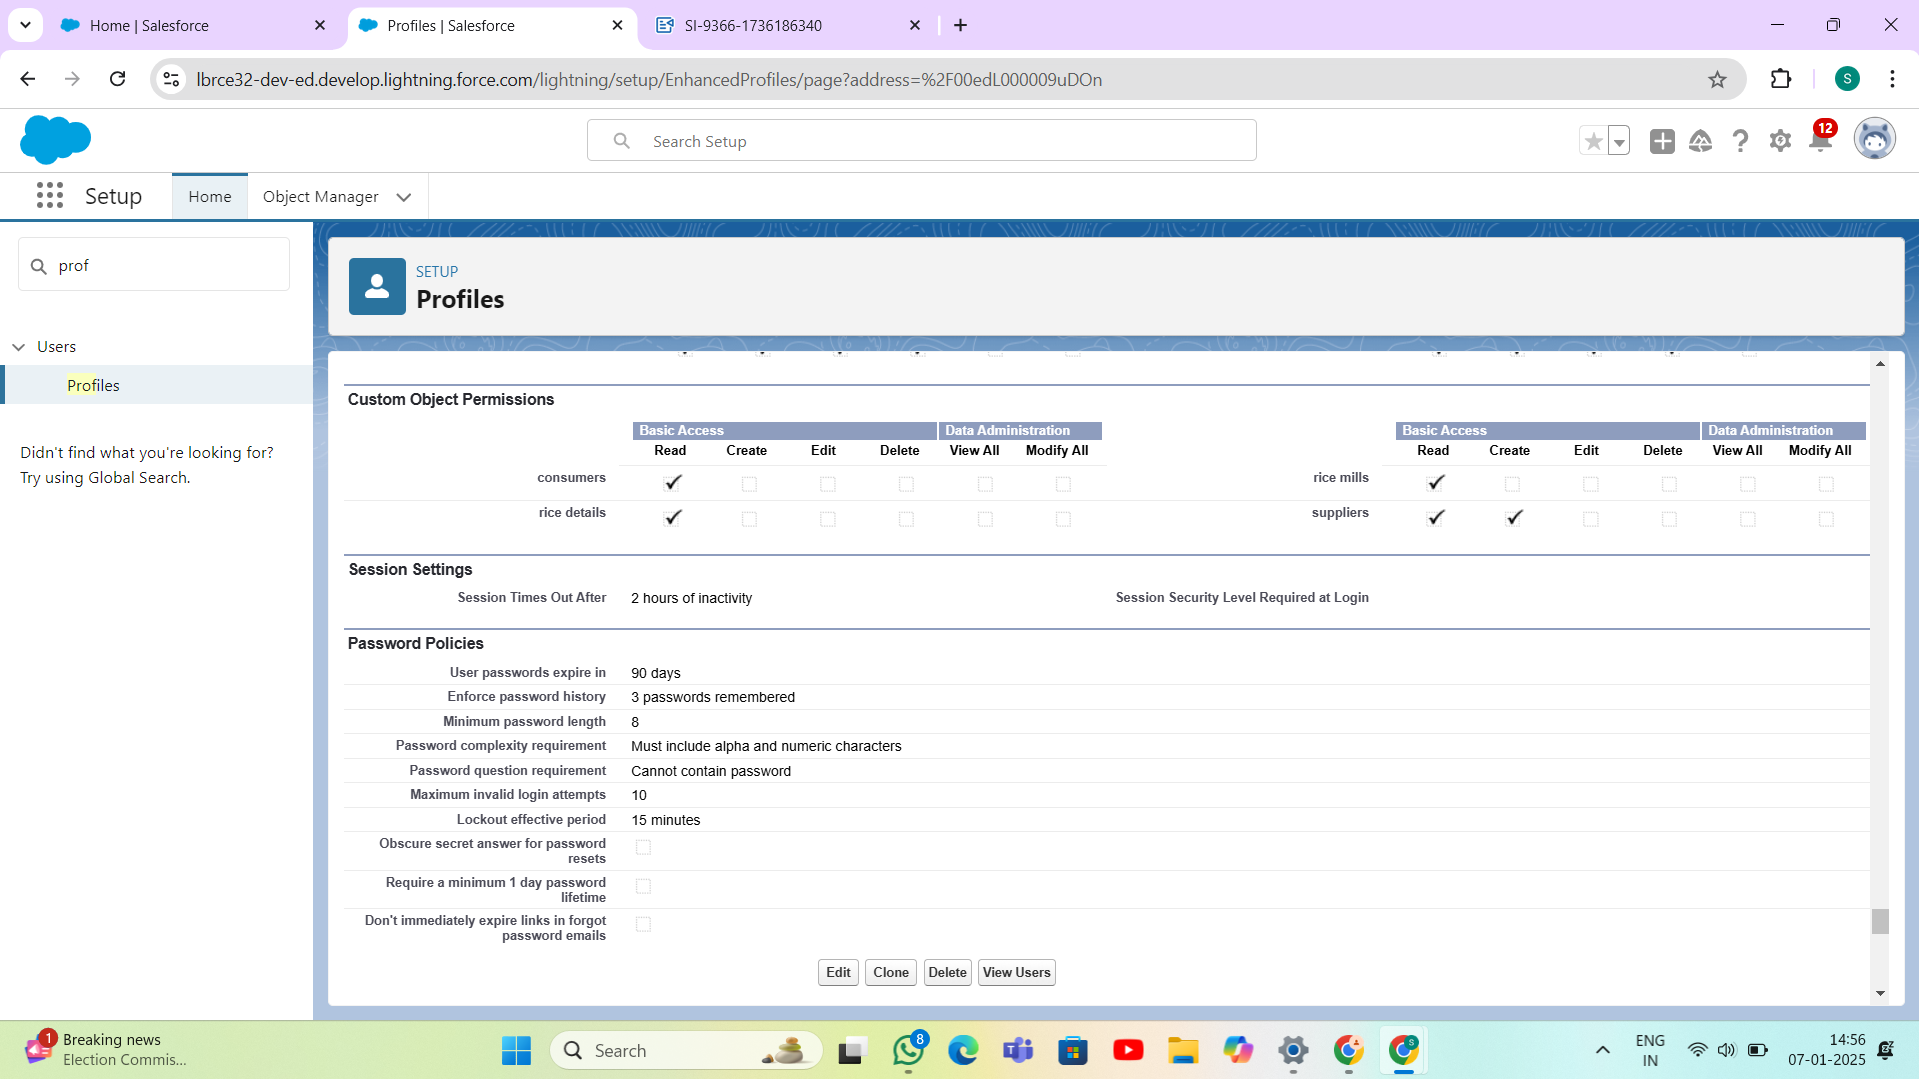 Home | Salesforce
Profiles | Salesforce
SI-9366-1736186340
lbrce32-dev-ed.develop.lightning.force.com/lightning/setup/EnhancedProfiles/page?address=%2F00edL000009uDOn
S
Search Setup
12
Setup
Home
Object Manager
prof
Users
Profiles
Didn't find what you're looking for?
Try using Global Search.
SETUP
Profiles
Custom Object Permissions
Basic Access Data Administration Basic Access Data Administration
Read Create Edit Delete View All Modify All Read Create Edit Delete View All Modify All
consumers rice mills
rice details suppliers
Session Settings
Session Times Out After 2 hours of inactivity Session Security Level Required at Login
Password Policies
User passwords expire in 90 days
Enforce password history 3 passwords remembered
Minimum password length 8
Password complexity requirement Must include alpha and numeric characters
Password question requirement Cannot contain password
Maximum invalid login attempts 10
Lockout effective period 15 minutes
Obscure secret answer for password
resets
Require a minimum 1 day password
lifetime
Don't immediately expire links in forgot
password emails
Edit Clone Delete View Users
1
Breaking news
Election Commis...
Search
8
S
ENG
IN
14:56
07-01-2025